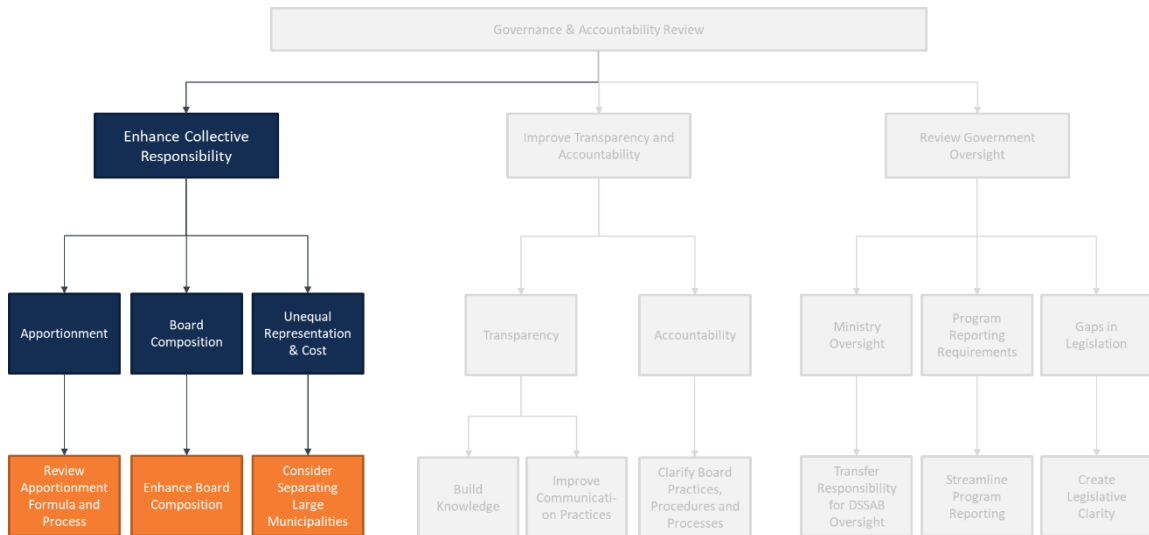 Governance & Accountability Review
Enhance Collective
Responsibility
Improve Transparency and
Accountability
Review Government
Oversight
Apportionment
Board
Composition
Unequal
Representation
& Cost
Transparency
Accountability
Ministry
Oversight
Program
Reporting
Requirements
Gaps in
Legislation
Review
Apportionment
Formula and
Process
Enhance Board
Composition
Consider
Separating
Large
Municipalities
Build
Knowledge
Improve
Communicati-
on Practices
Clarify Board
Practices,
Procedures and
Processes
Transfer
Responsibility
for DSSAB
Oversight
Streamline
Program
Reporting
Create
Legislative
Clarity